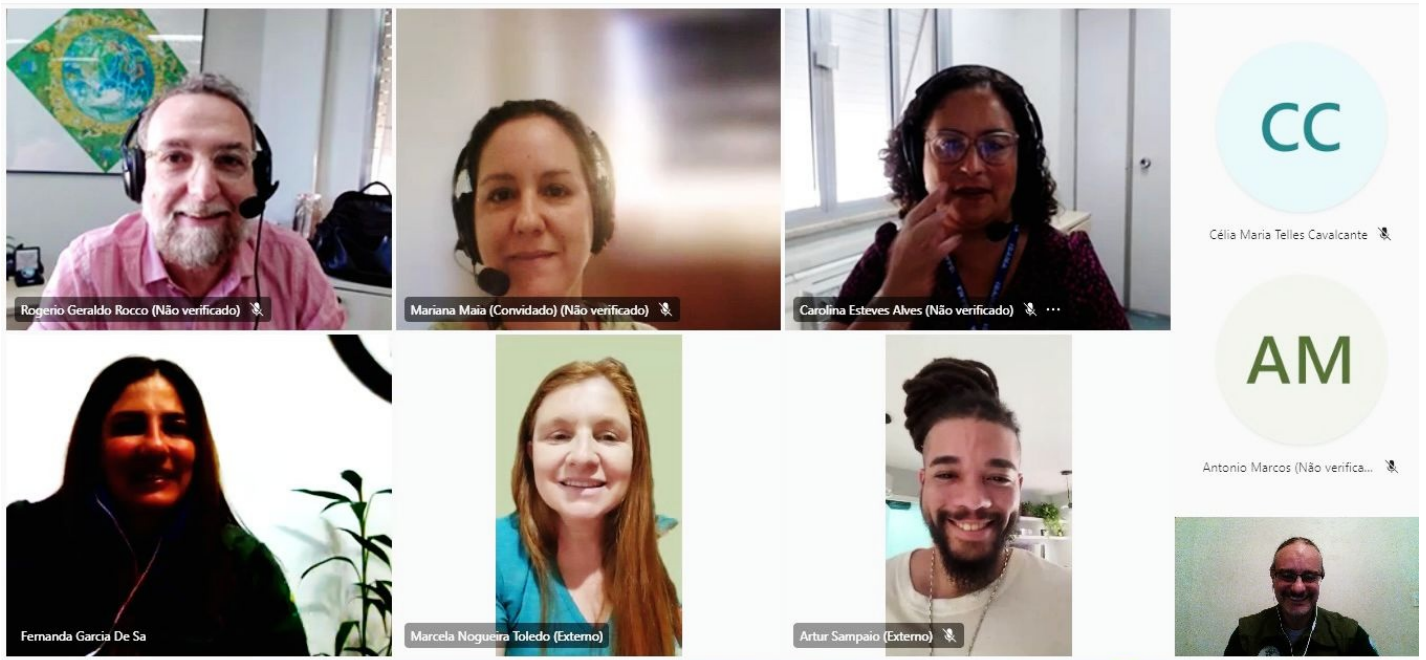 Rogerio Geraldo Rocco (Não verificado)
Mariana Maia (Convidado) (Não verificado)
Carolina Esteves Alves (Não verificado)
CC
Célia Maria Telles Cavalcante
AM
Antonio Marcos (Não verifica...
Fernanda Garcia De Sa
Marcela Nogueira Toledo (Externo)
Artur Sampaio (Externo)